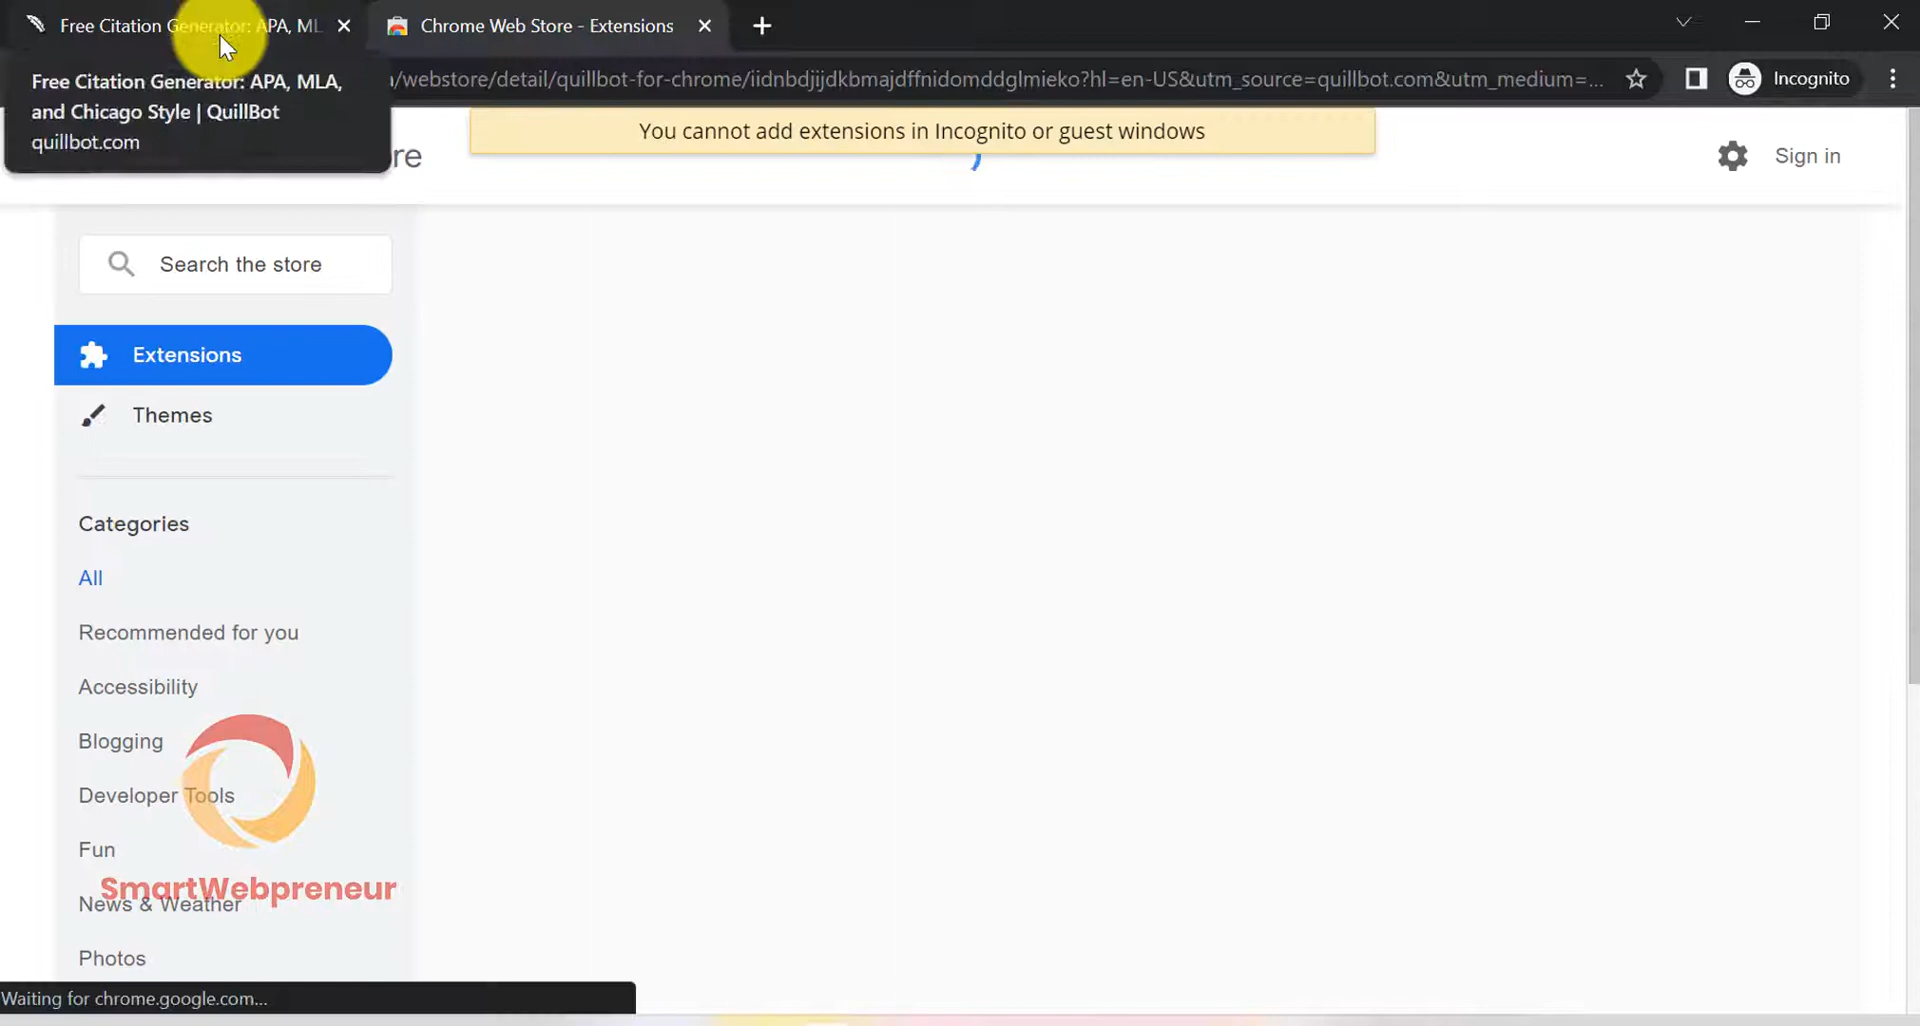 Free Citation Generator: APA, ML
Chrome Web Store - Extensions
Free Citation Generator: APA, MLA,
and Chicago Style | QuillBot
quillbot.com
/webstore/detail/quillbot-for-chrome/iidnbdjijdkbmajdffnidomddglmieko?hl=en-US&utm_source=quillbot.com&utm_medium=...
Incognito
You cannot add extensions in Incognito or guest windows
re
Sign in
Search the store
Extensions
Themes
Categories
All
Recommended for you
Accessibility
Blogging
Developer Tools
Fun
SmartWebpreneur
News & Weather
Photos
Waiting for chrome.google.com...